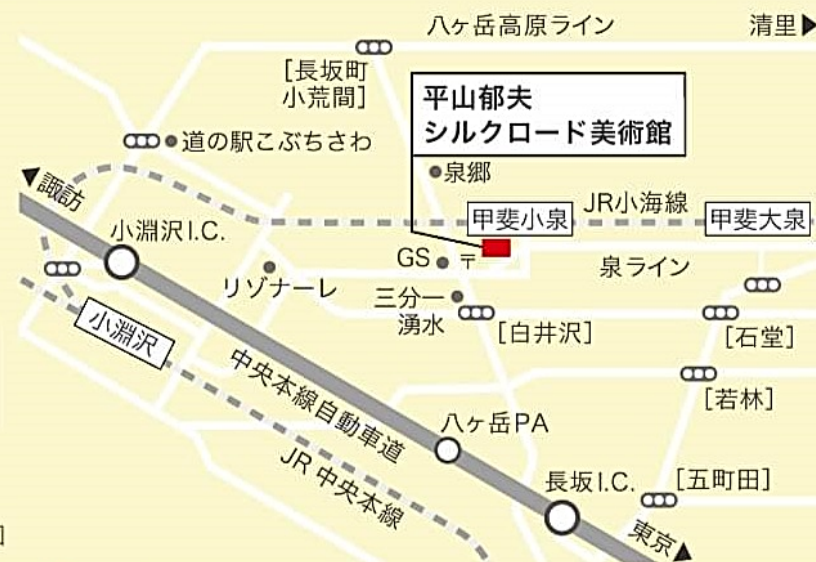 八ヶ岳高原ライン
清里▶
[長坂町
小荒間]
平山郁夫
シルクロード美術館
道の駅こぶちさわ
泉郷
◀諏訪
JR小海線
甲斐小泉
甲斐大泉
小淵沢I.C.
GS
〒
泉ライン
リゾナーレ
三分一
湧水
[白井沢]
[石堂]
小淵沢
中央本線自動車道
[若林]
八ヶ岳PA
JR 中央本線
長坂I.C.
[五町田]
東京▶
]